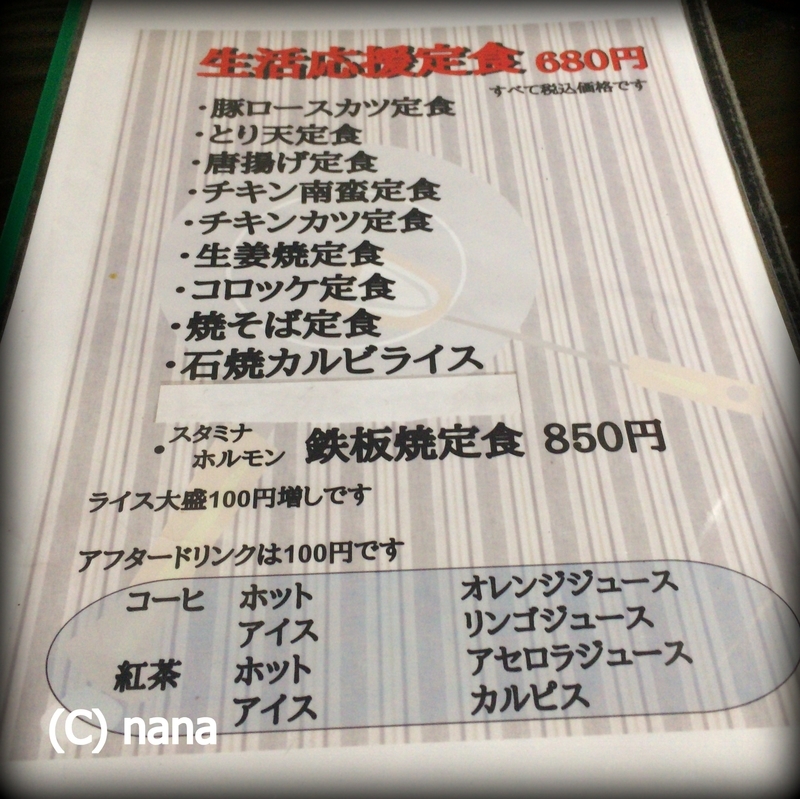 生活応援定食 680円
すべて税込価格です
・豚ロースカツ定食
・とり天定食
・唐揚げ定食
・チキン南蛮定食
・チキンカツ定食
・生姜焼定食
・コロッケ定食
・焼そば定食
・石焼カルビライス
・スタミナホルモン 鉄板焼定食 850円
ライス大盛100円増しです
アフタードリンクは100円です
コーヒ ホット オレンジジュース
アイス リンゴジュース
紅茶 ホット アセロラジュース
アイス カルピス
(C) nana